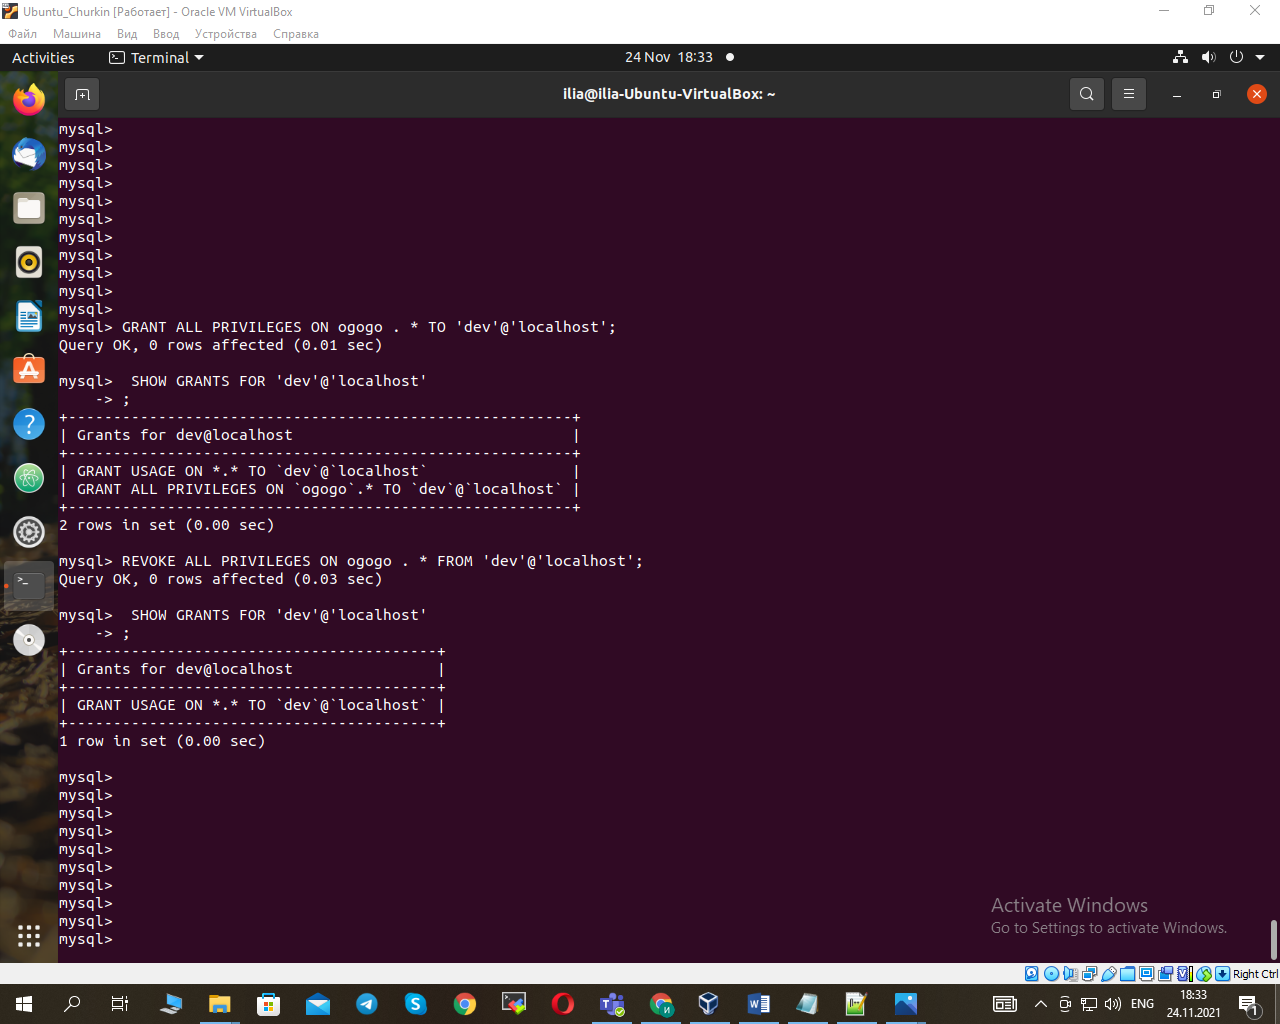 Ubuntu_Churkin [Работает] - Oracle VM VirtualBox
Файл Машина Вид Ввод Устройства Справка
Activities Terminal 24 Nov 18:33
ilia@ilia-Ubuntu-VirtualBox: ~
mysql>
mysql>
mysql>
mysql>
mysql>
mysql>
mysql>
mysql>
mysql>
mysql>
mysql>
mysql> GRANT ALL PRIVILEGES ON ogogo . * TO 'dev'@'localhost';
Query OK, 0 rows affected (0.01 sec)
mysql>  SHOW GRANTS FOR 'dev'@'localhost'
    -> ;
+--------------------------------------------------------+
| Grants for dev@localhost                               |
+--------------------------------------------------------+
| GRANT USAGE ON *.* TO `dev`@`localhost`                |
| GRANT ALL PRIVILEGES ON `ogogo`.* TO `dev`@`localhost` |
+--------------------------------------------------------+
2 rows in set (0.00 sec)
mysql> REVOKE ALL PRIVILEGES ON ogogo . * FROM 'dev'@'localhost';
Query OK, 0 rows affected (0.03 sec)
mysql>  SHOW GRANTS FOR 'dev'@'localhost'
    -> ;
+-----------------------------------------+
| Grants for dev@localhost                |
+-----------------------------------------+
| GRANT USAGE ON *.* TO `dev`@`localhost` |
+-----------------------------------------+
1 row in set (0.00 sec)
mysql>
mysql>
mysql>
mysql>
mysql>
mysql>
mysql>
mysql>
mysql>
mysql>
Activate Windows
Go to Settings to activate Windows.
Right Ctrl
ENG
18:33
24.11.2021
1